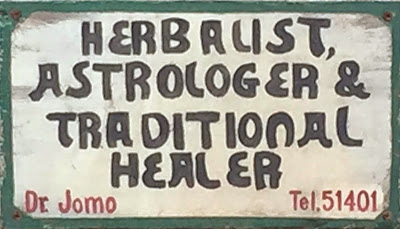 HERBALIST,
ASTROLOGER &
TRADITIONAL
HEALER
Dr. Jomo Tel.51401